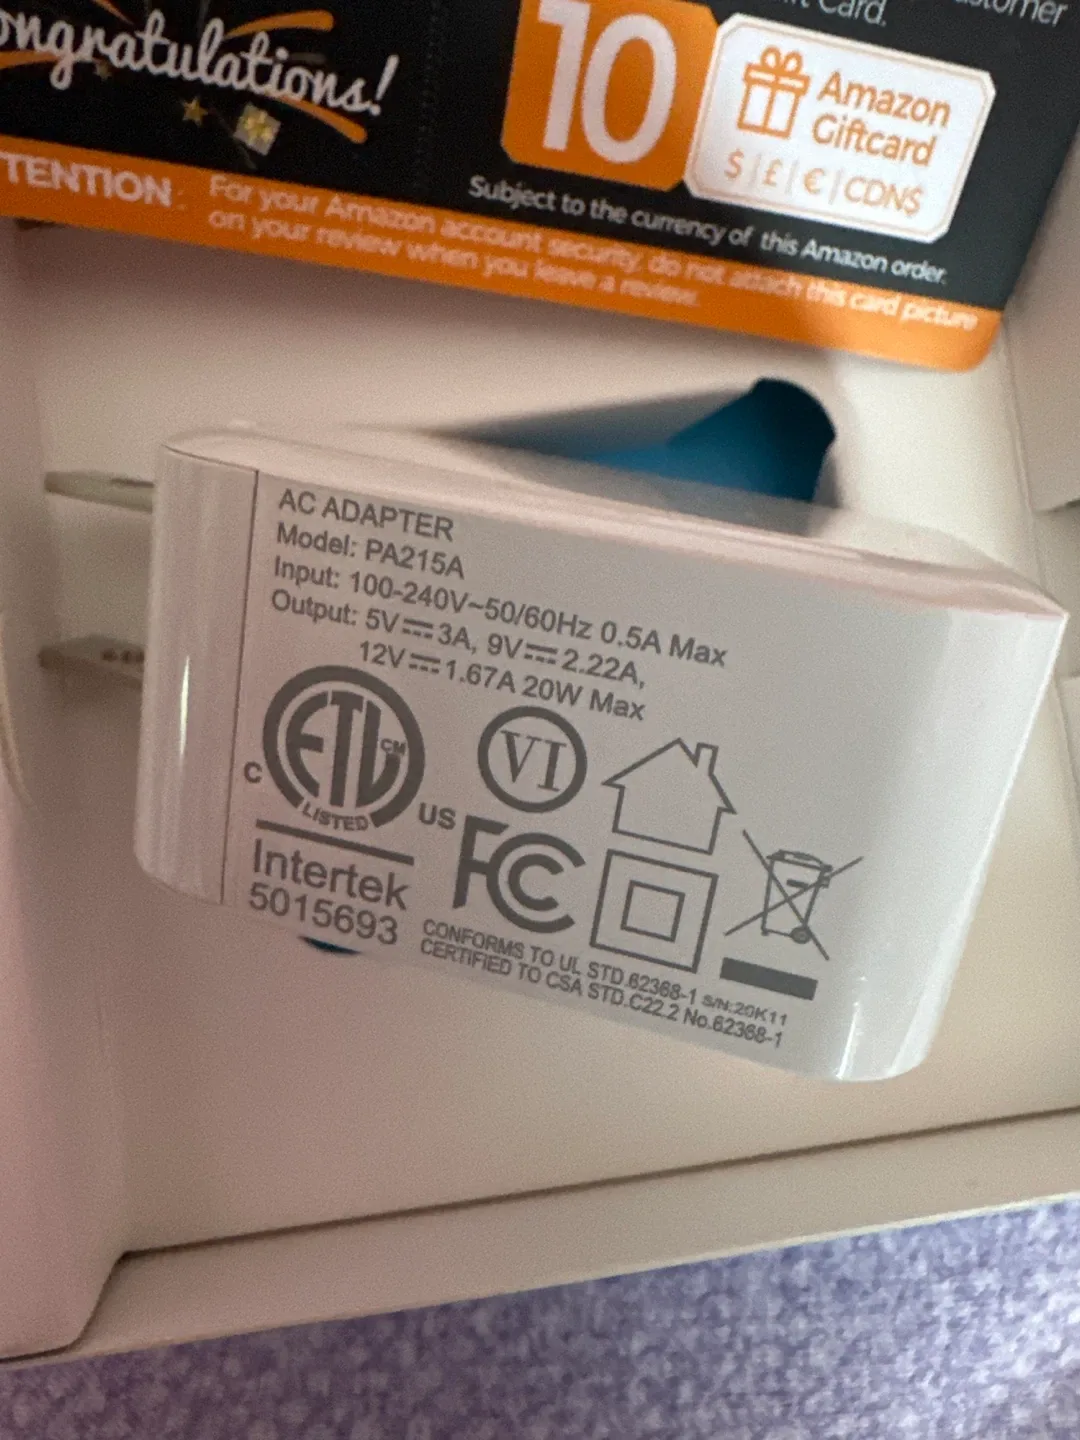 ongratulations!
10
Card.
Amazon
Giftcard
$ | £ | € | CDN$
Subject to the currency of this Amazon order.
TENTION: For your Amazon account security, do not attach this card picture
on your review when you leave a review.
AC ADAPTER
Model: PA215A
Input: 100-240V~50/60Hz 0.5A Max
Output: 5V⎓3A, 9V⎓2.22A,
12V⎓1.67A 20W Max
C ETL CM US
LISTED
VI
Intertek
5015693
FC
CONFORMS TO UL STD.62368-1 S/N:20K11
CERTIFIED TO CSA STD.C22.2 No.62368-1